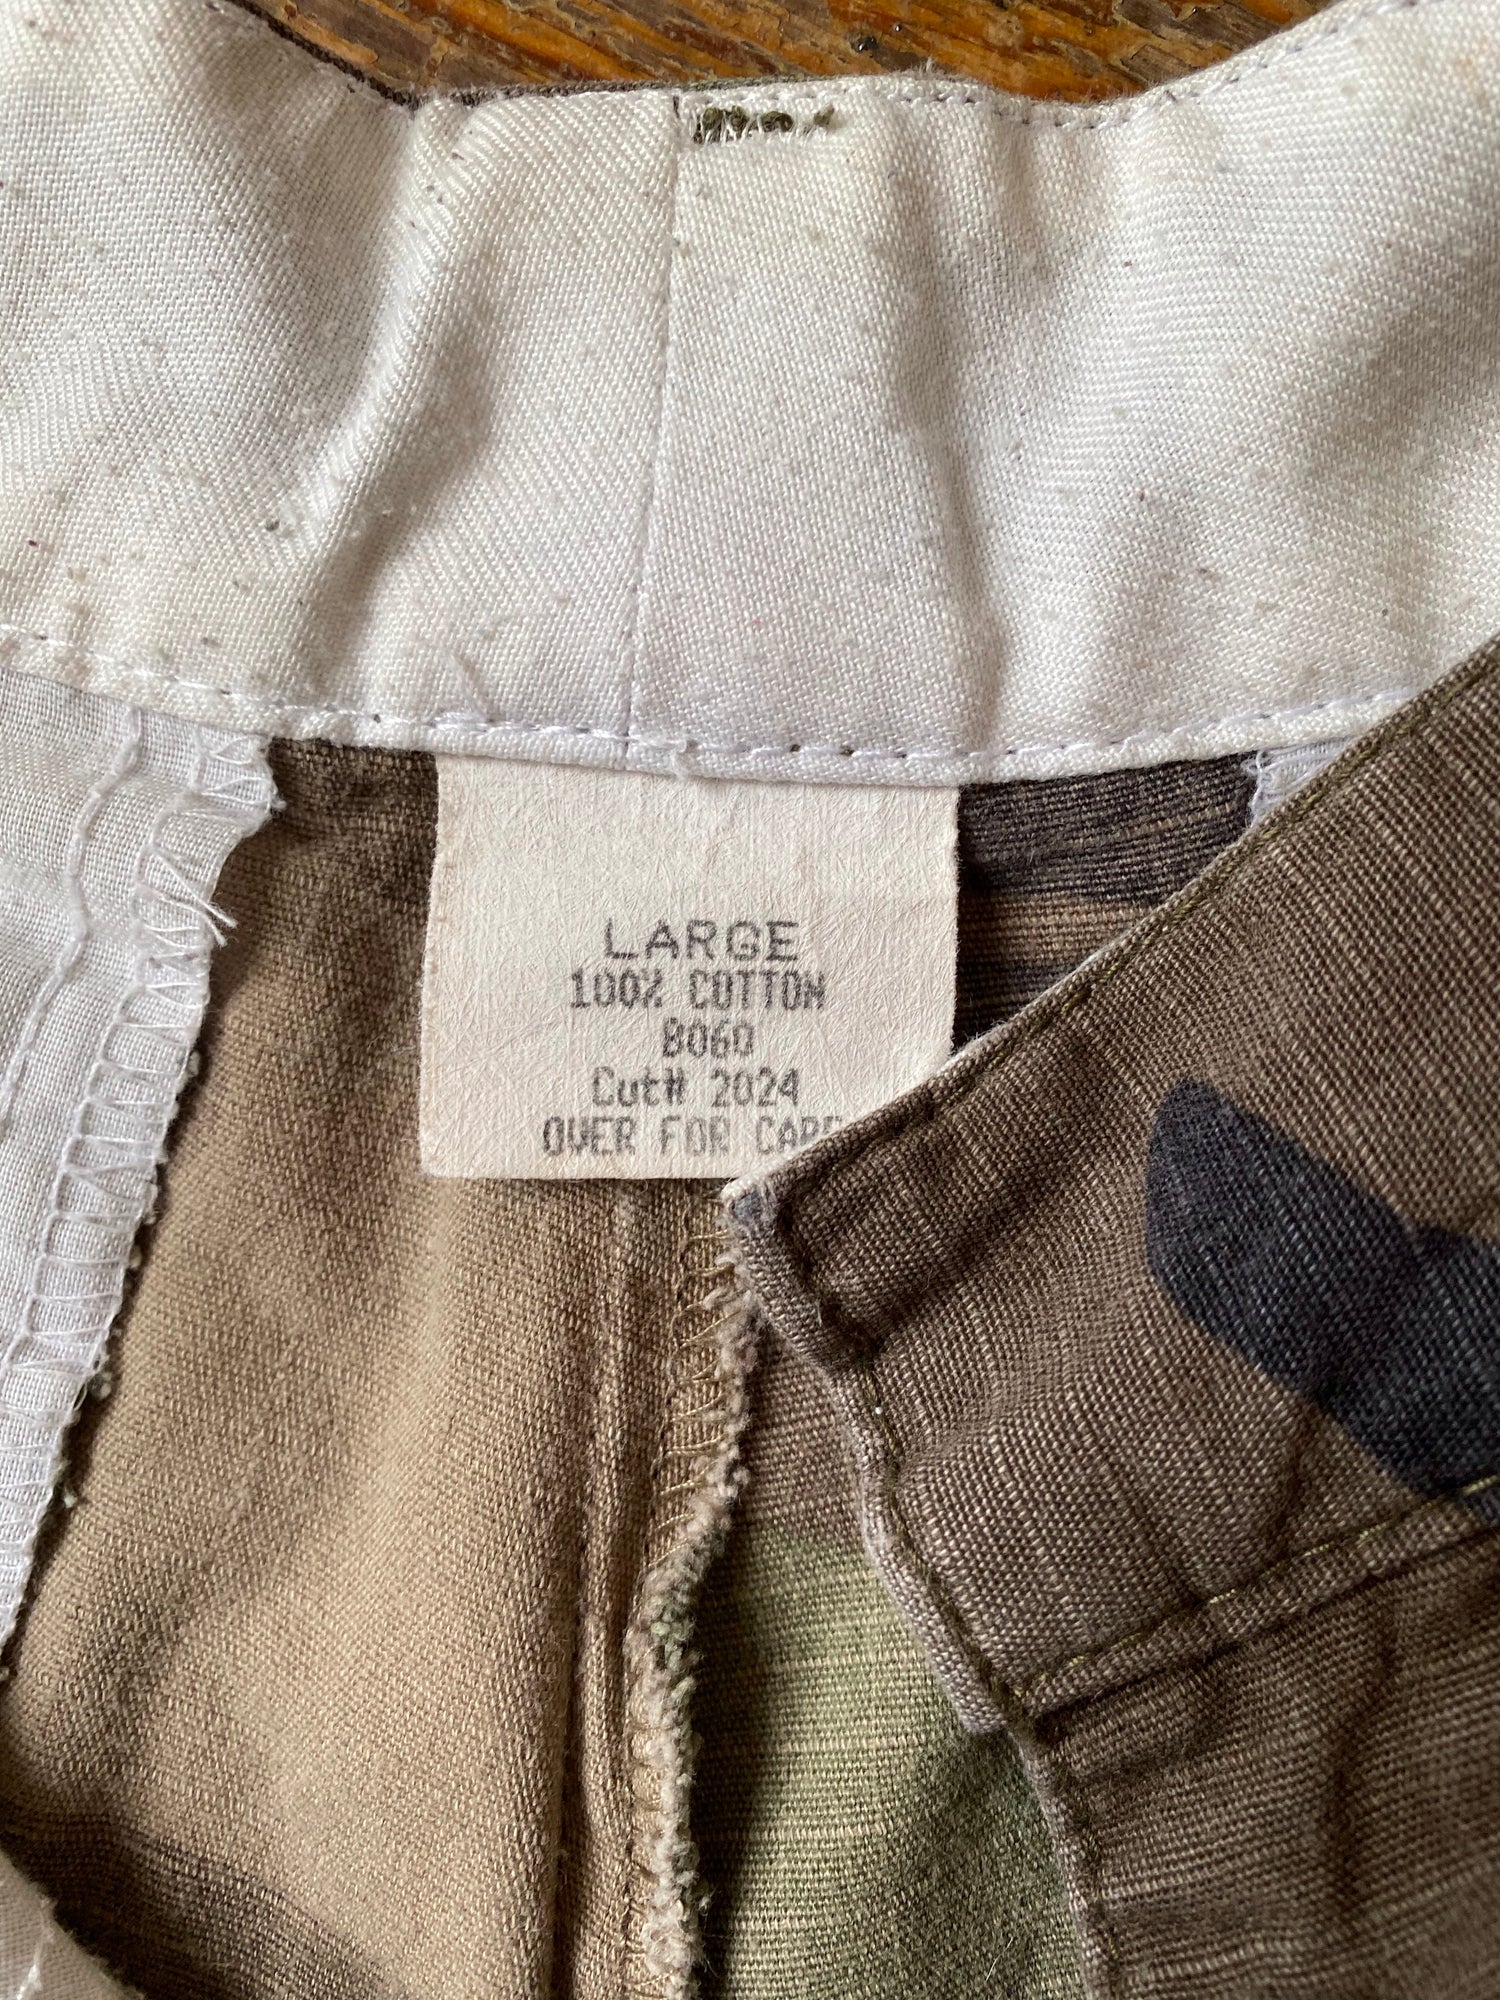 LARGE
100% COTTON
8060
Cut# 2024
OVER FOR CARE